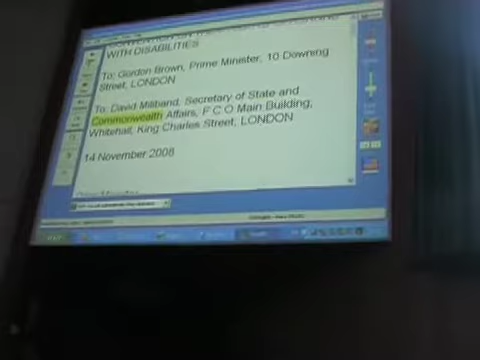 WITH DISABILITIES
To; Gordon Brown, Prime Minister, 10 Downing
Street, LONDON
To: David Miliband, Secretary of State and
Commonwealth Affairs, F C O Main Building,
Whitehall, King Charles Street, LONDON
14 November 2008